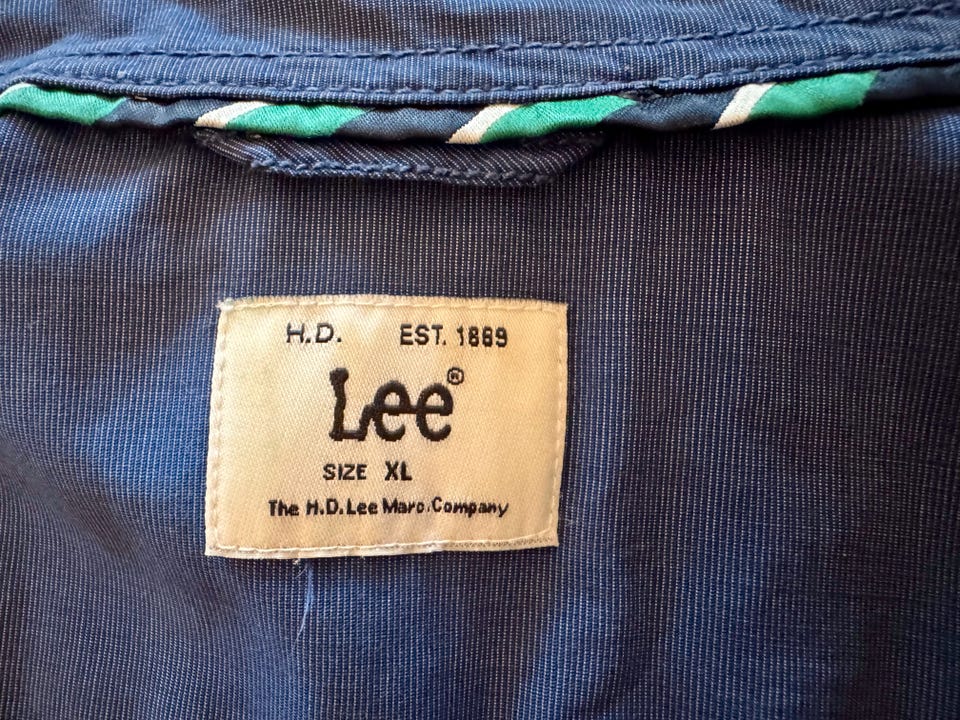 H.D. EST. 1889
Lee®
SIZE XL
The H.D.Lee Marc.Company